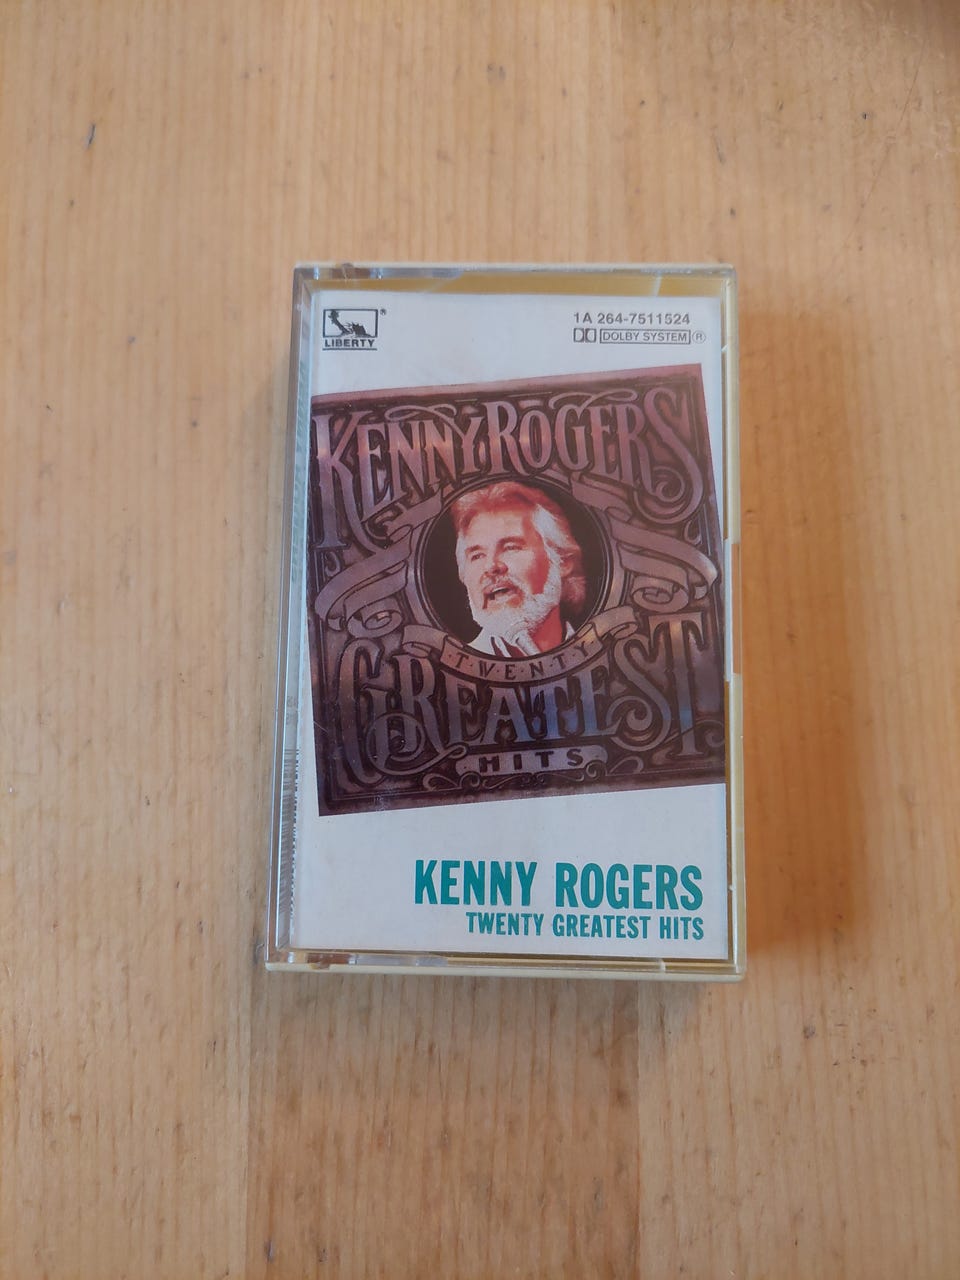 LIBERTY
®
1A 264-7511524
DOLBY SYSTEM ®
KENNY ROGERS
TWENTY
GREATEST
HITS
KENNY ROGERS
TWENTY GREATEST HITS